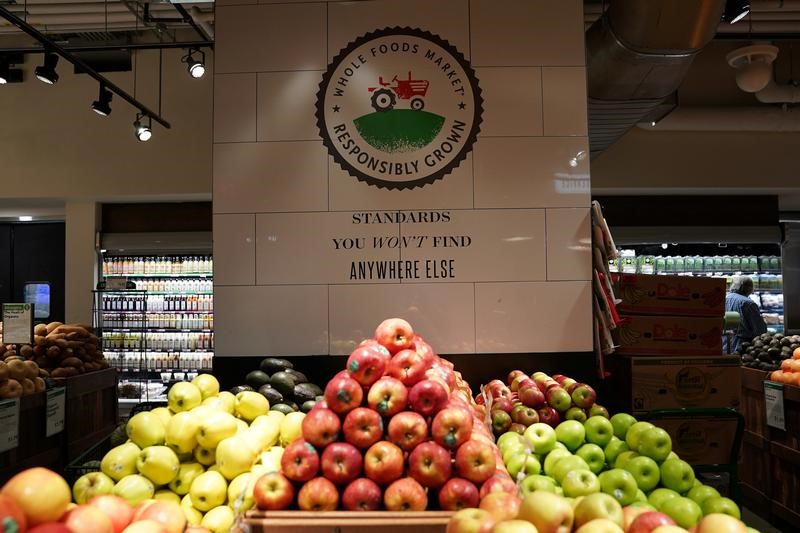 WHOLE FOODS MARKET
RESPONSIBLY GROWN
STANDARDS
YOU WON'T FIND
ANYWHERE ELSE
Dole
Dole